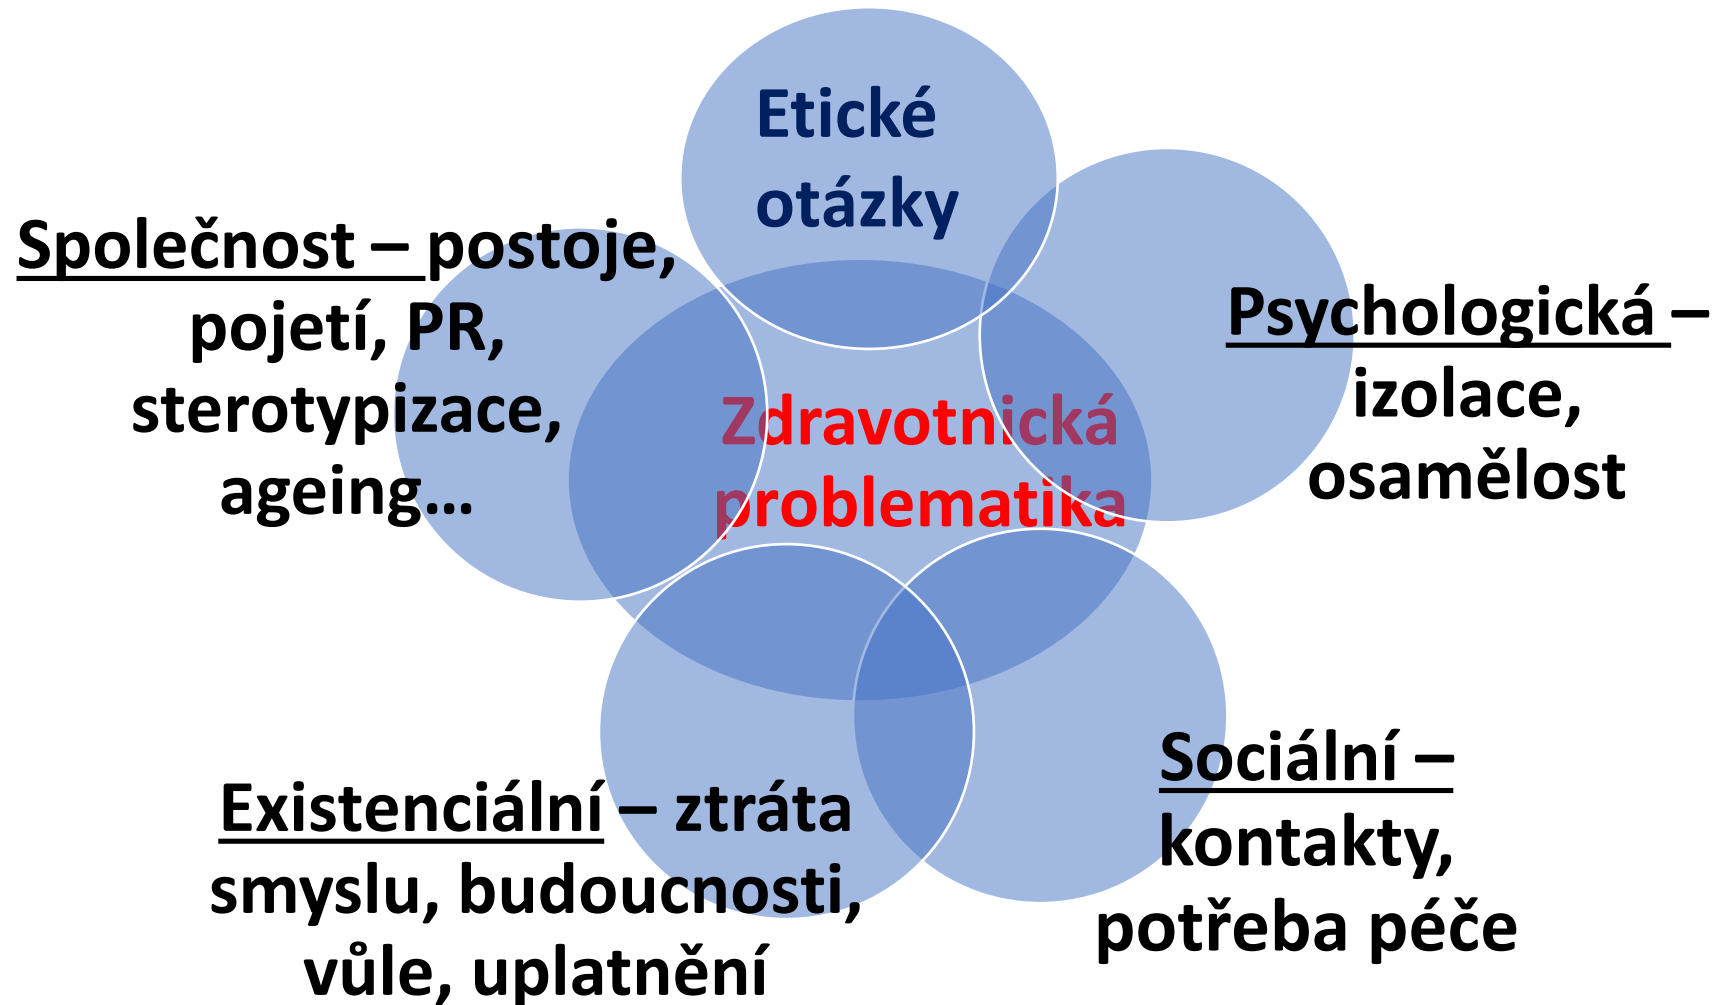 Etické
otázky
Společnost – postoje,
pojetí, PR,
sterotypizace,
ageing…
Psychologická –
izolace,
osamělost
Zdravotnická
problematika
Existenciální – ztráta
smyslu, budoucnosti,
vůle, uplatnění
Sociální –
kontakty,
potřeba péče